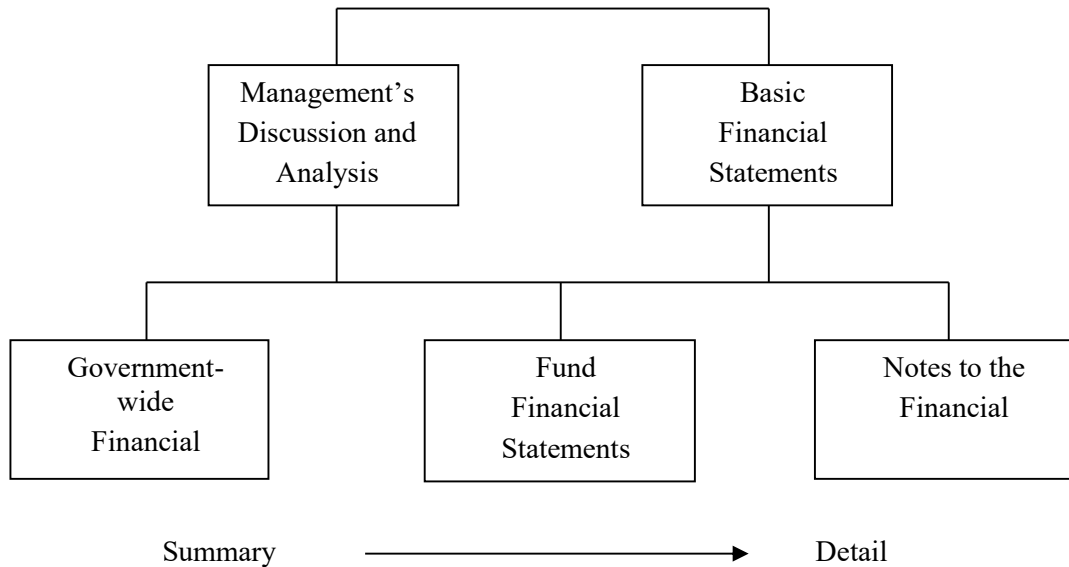 Management’s
Discussion and
Analysis
Basic
Financial
Statements
Government-
wide
Financial
Fund
Financial
Statements
Notes to the
Financial
Summary
Detail